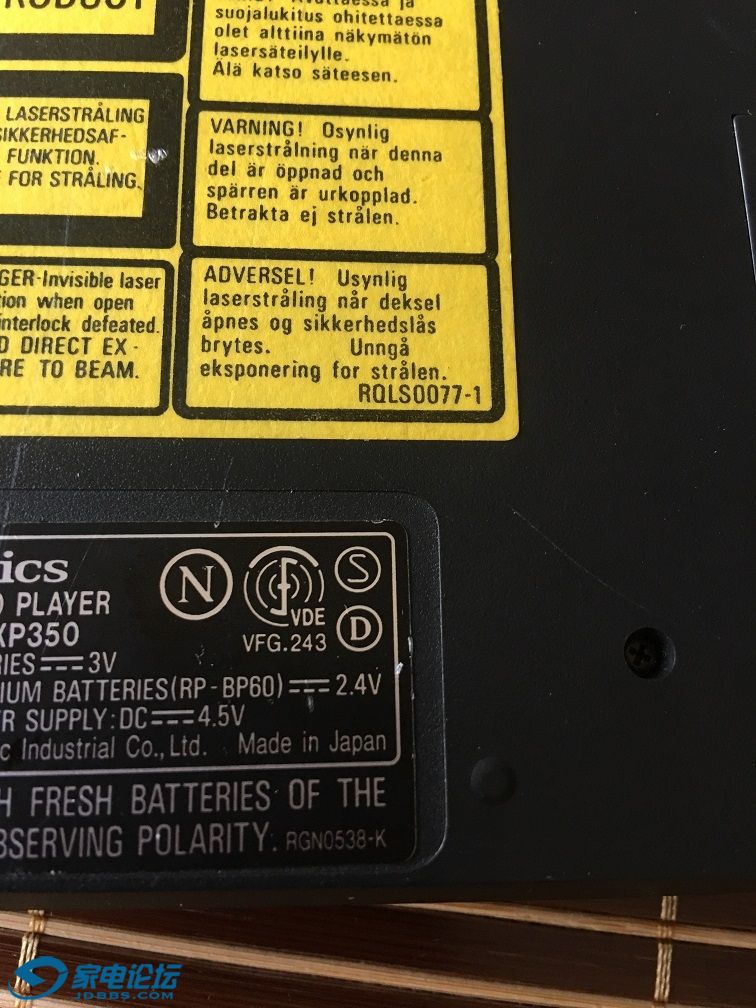 RODUCT
suojalukitus ohitettaessa
olet alttiina näkymätön
lasersäteilylle.
Älä katso säteesen.
LASERSTRÅLING
SIKKERHEDSAF-
FUNKTION.
FOR STRÅLING.
VARNING! Osynlig
laserstrålning när denna
del är öppnad och
spärren är urkopplad.
Betrakta ej strålen.
GER-Invisible laser
tion when open
interlock defeated.
D DIRECT EX-
RE TO BEAM.
ADVERSEL! Usynlig
laserstråling når deksel
åpnes og sikkerhedslås
brytes. Unngå
eksponering for strålen.
RQLS0077-1
ics
PLAYER
XP350
RIES 3V
IUM BATTERIES(RP-BP60) 2.4V
R SUPPLY:DC 4.5V
c Industrial Co., Ltd. Made in Japan
N
VDE
VFG.243
S
D
H FRESH BATTERIES OF THE
BSERVING POLARITY. RGN0538-K
家电论坛
JDBBS.COM